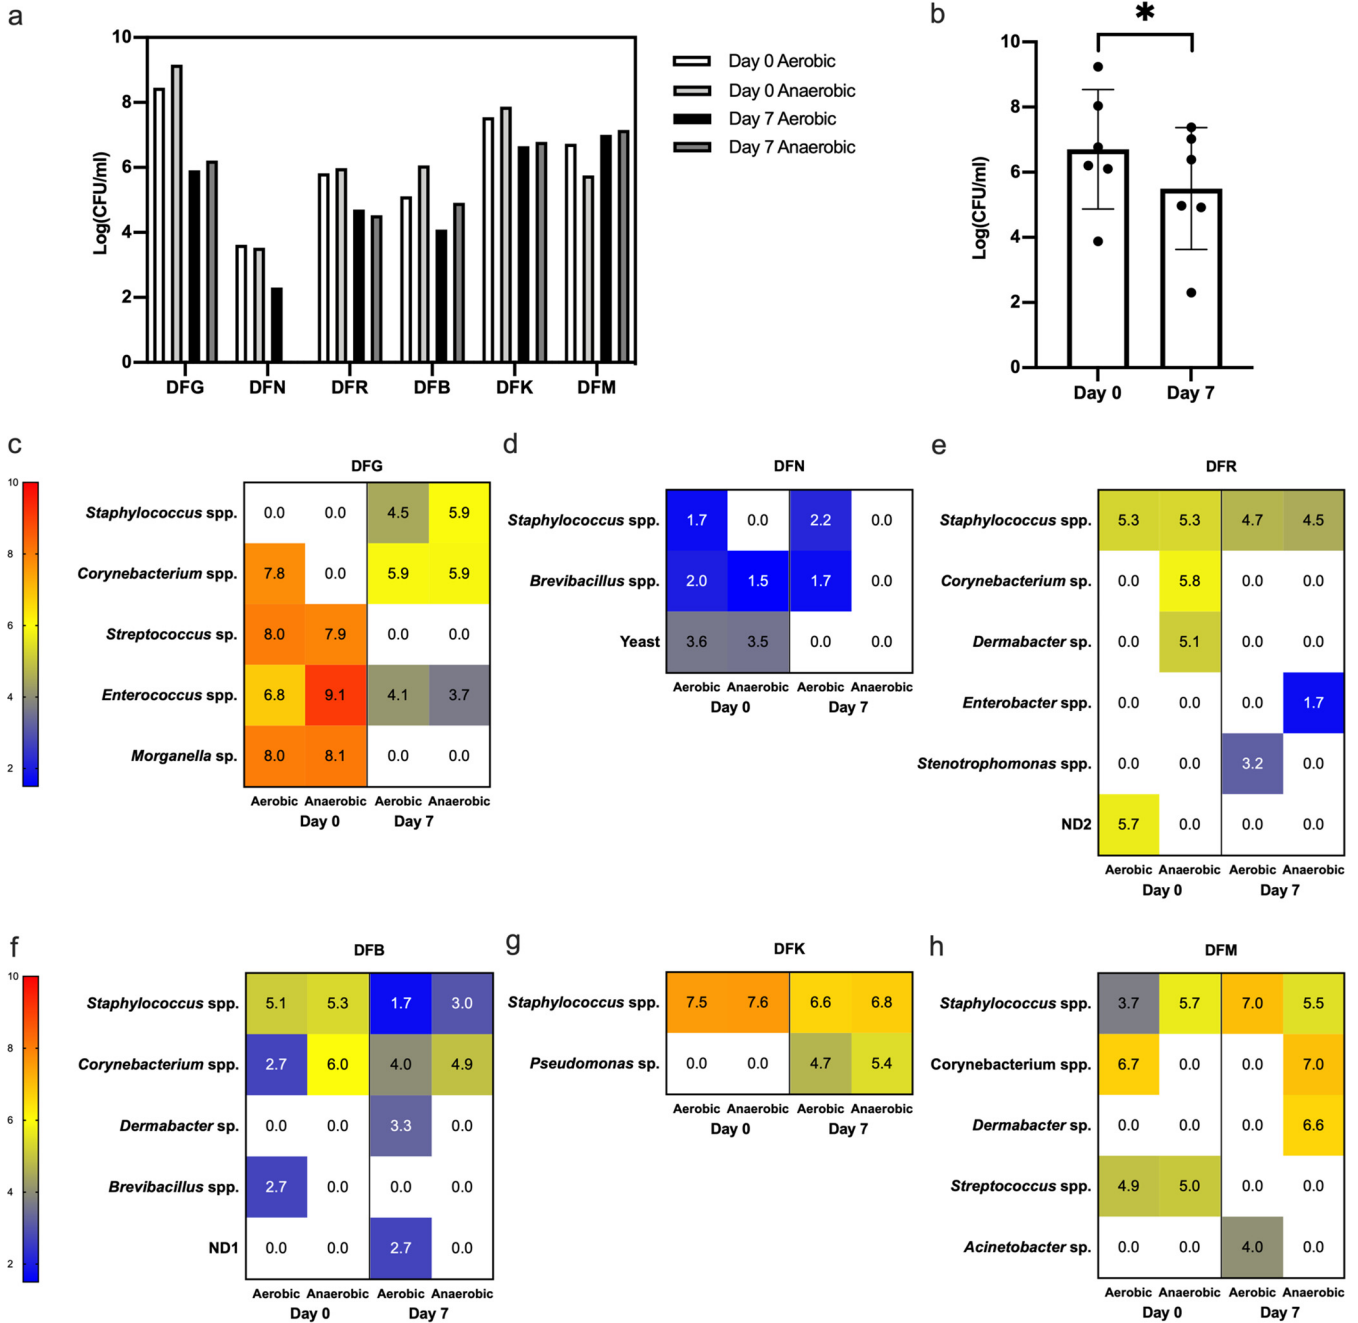 a
Log(CFU/ml)
10
8
6
4
2
0
DFG DFN DFR DFB DFK DFM
Day 0 Aerobic
Day 0 Anaerobic
Day 7 Aerobic
Day 7 Anaerobic
b
*
Log(CFU/ml)
10
8
6
4
2
0
Day 0 Day 7
c
DFG
10
8
6
4
2
Staphylococcus spp. 0.0 0.0 4.5 5.9
Corynebacterium spp. 7.8 0.0 5.9 5.9
Streptococcus sp. 8.0 7.9 0.0 0.0
Enterococcus spp. 6.8 9.1 4.1 3.7
Morganella sp. 8.0 8.1 0.0 0.0
Aerobic Anaerobic Aerobic Anaerobic
Day 0 Day 7
d
DFN
Staphylococcus spp. 1.7 0.0 2.2 0.0
Brevibacillus spp. 2.0 1.5 1.7 0.0
Yeast 3.6 3.5 0.0 0.0
Aerobic Anaerobic Aerobic Anaerobic
Day 0 Day 7
e
DFR
Staphylococcus spp. 5.3 5.3 4.7 4.5
Corynebacterium sp. 0.0 5.8 0.0 0.0
Dermabacter sp. 0.0 5.1 0.0 0.0
Enterobacter spp. 0.0 0.0 0.0 1.7
Stenotrophomonas spp. 0.0 0.0 3.2 0.0
ND2 5.7 0.0 0.0 0.0
Aerobic Anaerobic Aerobic Anaerobic
Day 0 Day 7
f
DFB
10
8
6
4
2
Staphylococcus spp. 5.1 5.3 1.7 3.0
Corynebacterium spp. 2.7 6.0 4.0 4.9
Dermabacter sp. 0.0 0.0 3.3 0.0
Brevibacillus spp. 2.7 0.0 0.0 0.0
ND1 0.0 0.0 2.7 0.0
Aerobic Anaerobic Aerobic Anaerobic
Day 0 Day 7
g
DFK
Staphylococcus spp. 7.5 7.6 6.6 6.8
Pseudomonas sp. 0.0 0.0 4.7 5.4
Aerobic Anaerobic Aerobic Anaerobic
Day 0 Day 7
h
DFM
Staphylococcus spp. 3.7 5.7 7.0 5.5
Corynebacterium spp. 6.7 0.0 0.0 7.0
Dermabacter sp. 0.0 0.0 0.0 6.6
Streptococcus spp. 4.9 5.0 0.0 0.0
Acinetobacter sp. 0.0 0.0 4.0 0.0
Aerobic Anaerobic Aerobic Anaerobic
Day 0 Day 7